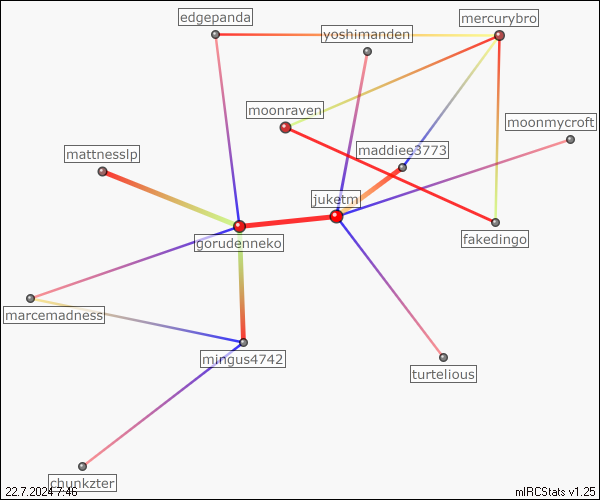 edgepanda
mercurybro
yoshimanden
moonraven
moonmycroft
maddiee3773
mattnesslp
juketm
gorudenneko
fakedingo
marcemadness
mingus4742
turtelious
chunkzter
22.7.2024 7:46
mIRCStats v1.25